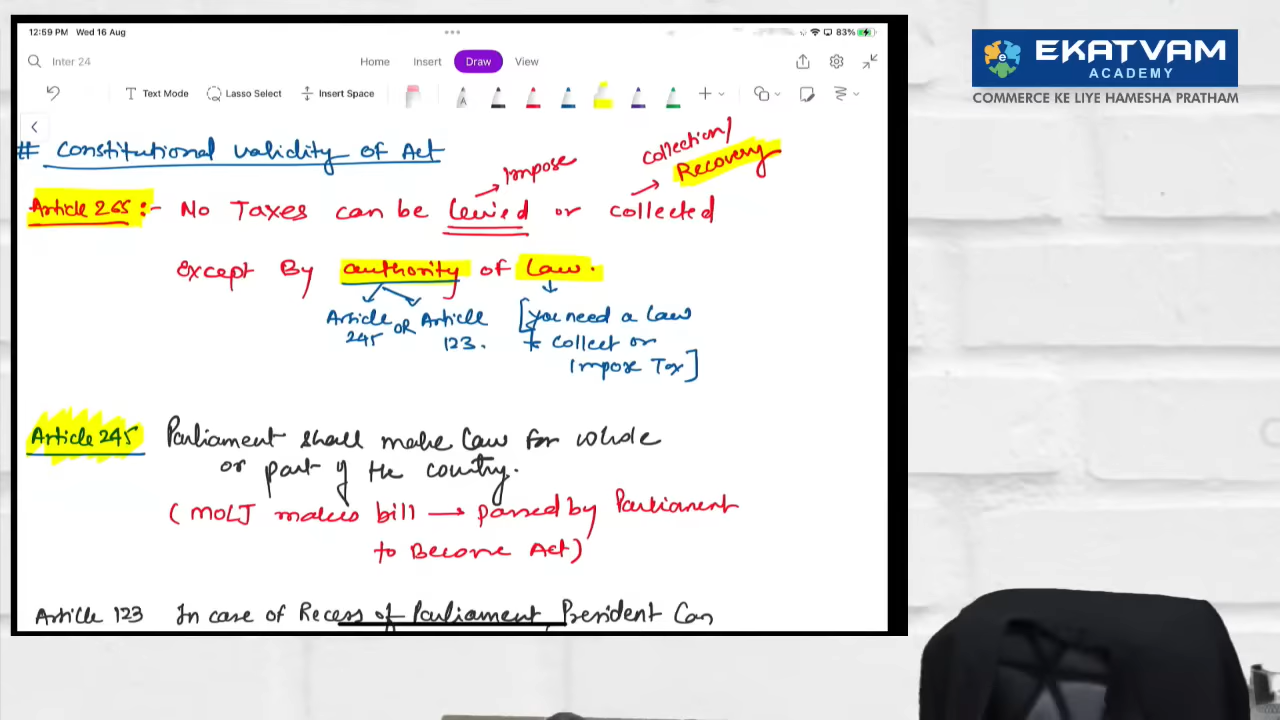 12:59 PM Wed 16 Aug
83%
Inter 24
Home Insert Draw View
Text Mode Lasso Select Insert Space
EKATVAM
ACADEMY
COMMERCE KE LIYE HAMESHA PRATHAM
# Constitutional validity of Act
Impose
Collection/
Recovery
Article 265 :- No Taxes can be levied or collected
Except By authority of Law.
Article 245 OR Article 123.
[you need a law
to collect or
Impose Tax]
Article 245 Parliament shall make law for whole
or part of the country.
(MOLJ makes bill → passed by Parliament
to Become Act)
Article 123 In case of Recess of Parliament, President Can